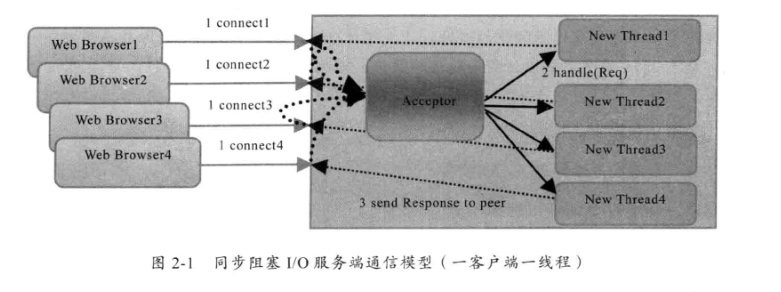 Web Browser1
Web Browser2
Web Browser3
Web Browser4
1 connect1
1 connect2
1 connect3
1 connect4
Acceptor
2 handle(Req)
New Thread1
New Thread2
New Thread3
New Thread4
3 send Response to peer
图 2-1 同步阻塞 I/O 服务端通信模型（一客户端一线程）